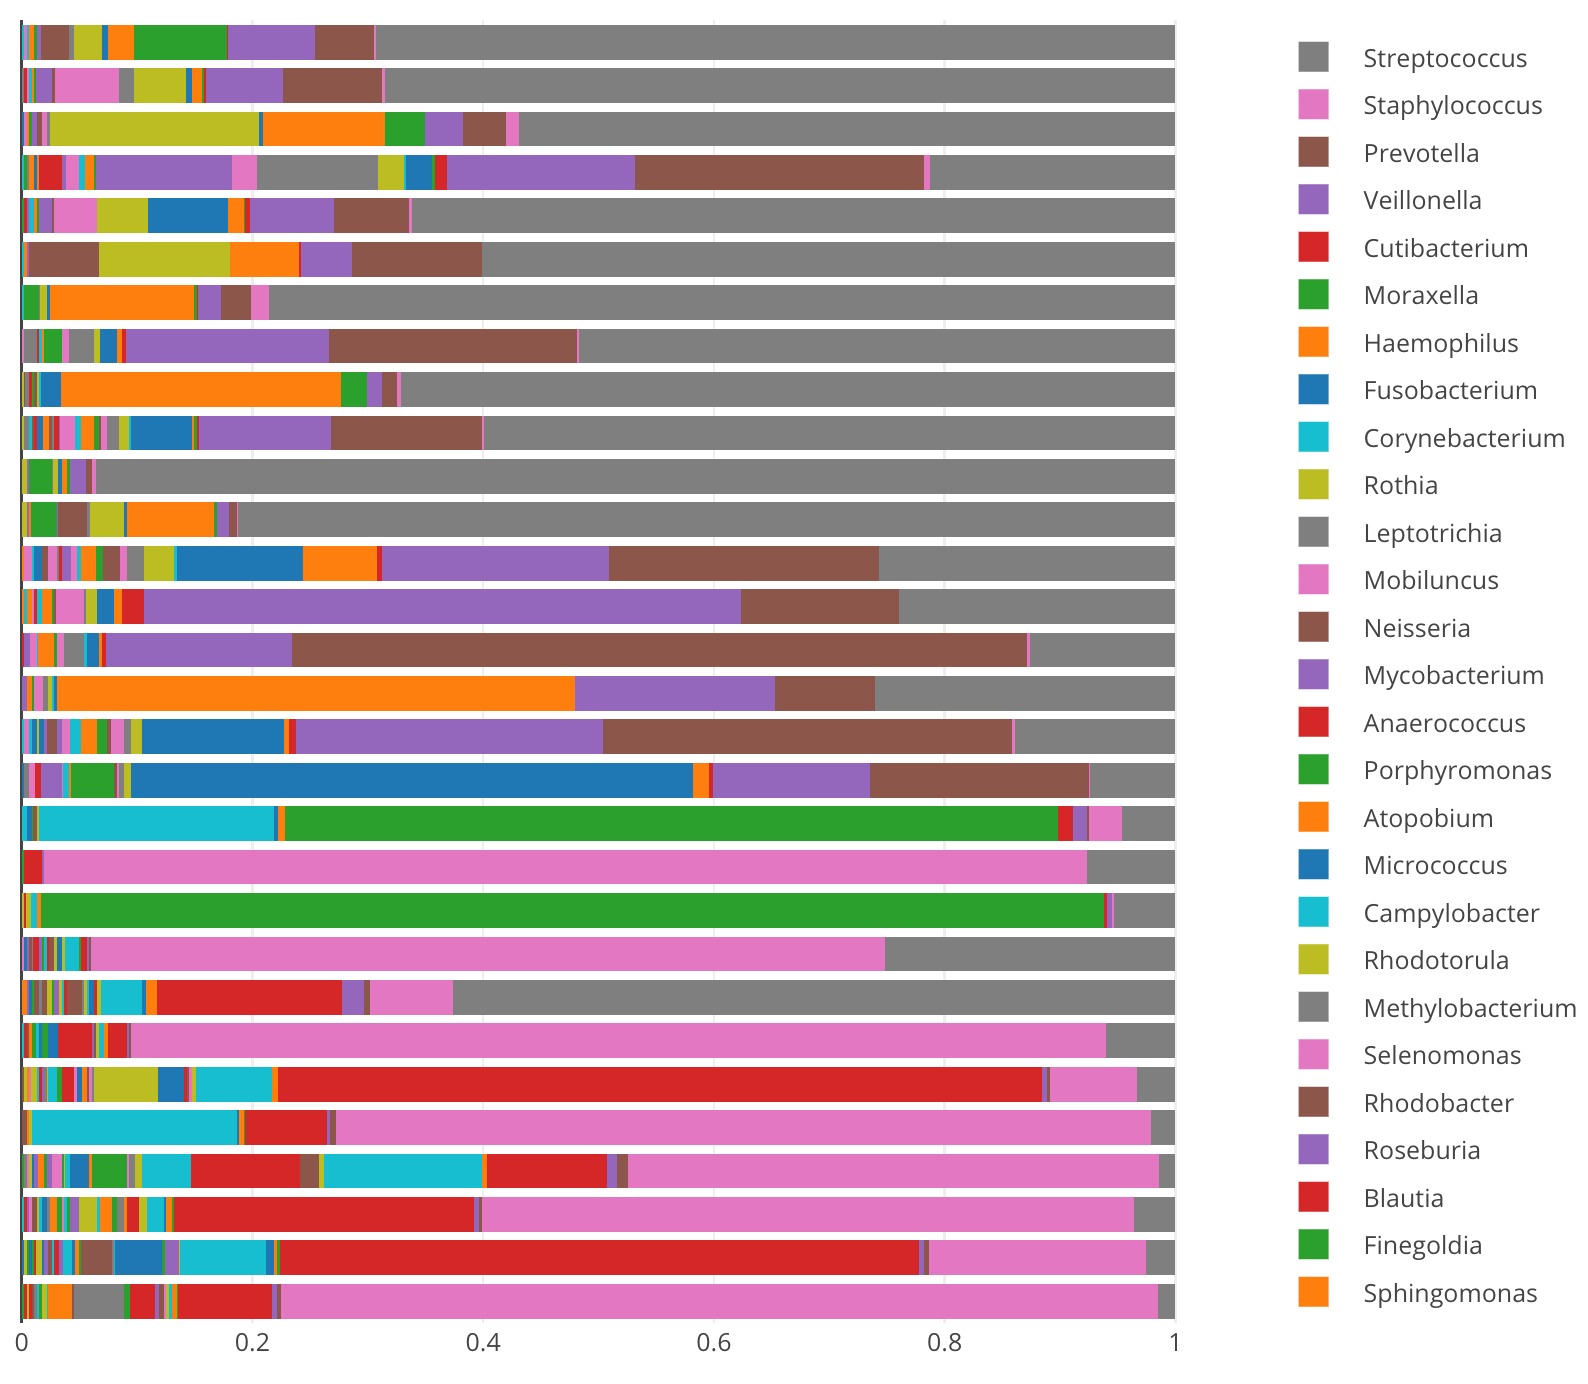 Streptococcus
Staphylococcus
Prevotella
Veillonella
Cutibacterium
Moraxella
Haemophilus
Fusobacterium
Corynebacterium
Rothia
Leptotrichia
Mobiluncus
Neisseria
Mycobacterium
Anaerococcus
Porphyromonas
Atopobium
Micrococcus
Campylobacter
Rhodotorula
Methylobacterium
Selenomonas
Rhodobacter
Roseburia
Blautia
Finegoldia
Sphingomonas
0 0.2 0.4 0.6 0.8 1